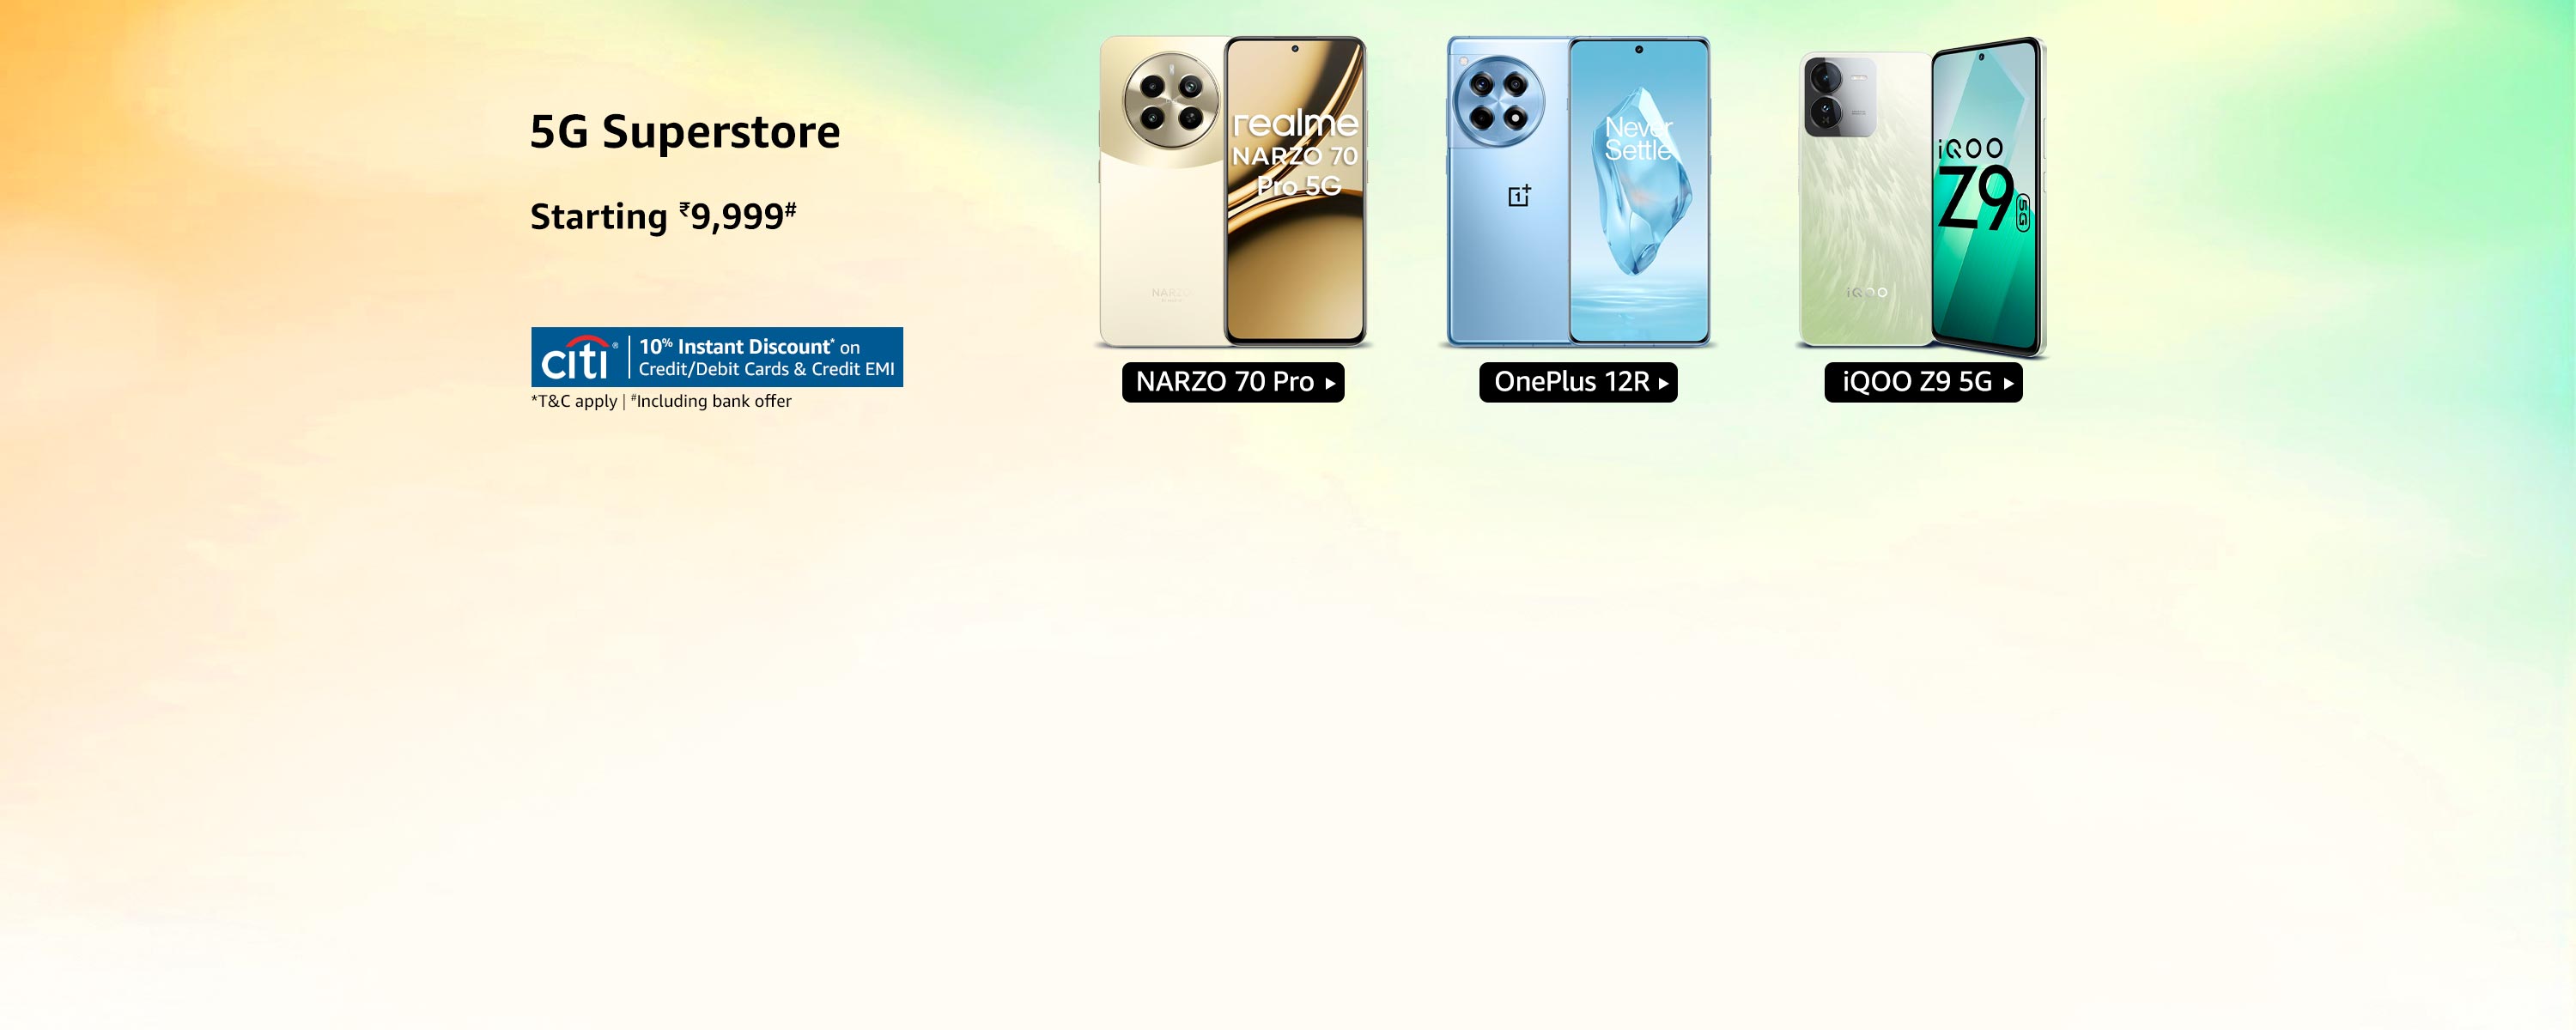 5G Superstore
Starting ₹9,999#
citi® | 10% Instant Discount* on
Credit/Debit Cards & Credit EMI
*T&C apply | #Including bank offer
realme
NARZO 70
Pro 5G
NARZO
NARZO 70 Pro ▸
Never
Settle
1+
OnePlus 12R ▸
iQOO
Z9
5G
iQOO
iQOO Z9 5G ▸